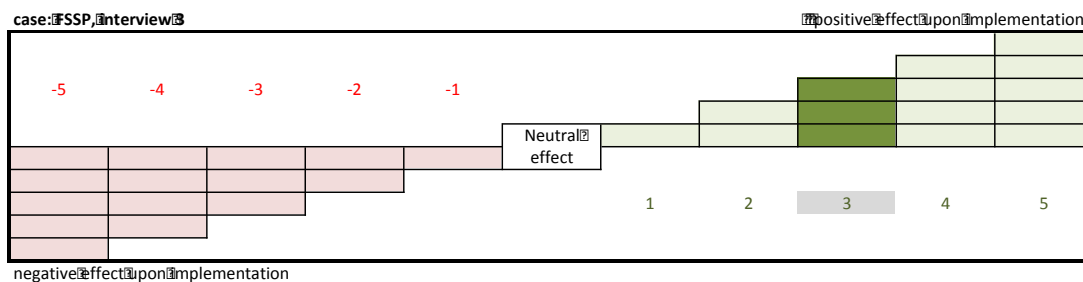 case: FSSP, interview 3
positive effect upon implementation
-5 -4 -3 -2 -1
Neutral
effect
1 2 3 4 5
negative effect upon implementation